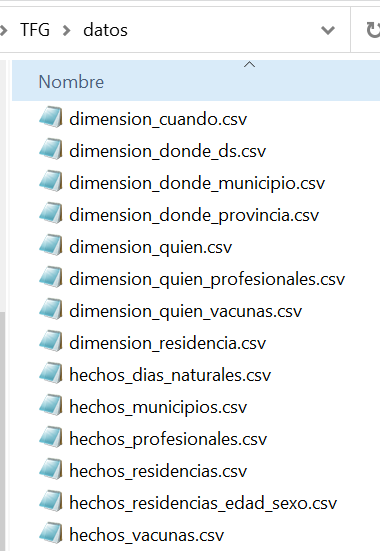 TFG > datos
Nombre
dimension_cuando.csv
dimension_donde_ds.csv
dimension_donde_municipio.csv
dimension_donde_provincia.csv
dimension_quien.csv
dimension_quien_profesionales.csv
dimension_quien_vacunas.csv
dimension_residencia.csv
hechos_dias_naturales.csv
hechos_municipios.csv
hechos_profesionales.csv
hechos_residencias.csv
hechos_residencias_edad_sexo.csv
hechos_vacunas.csv